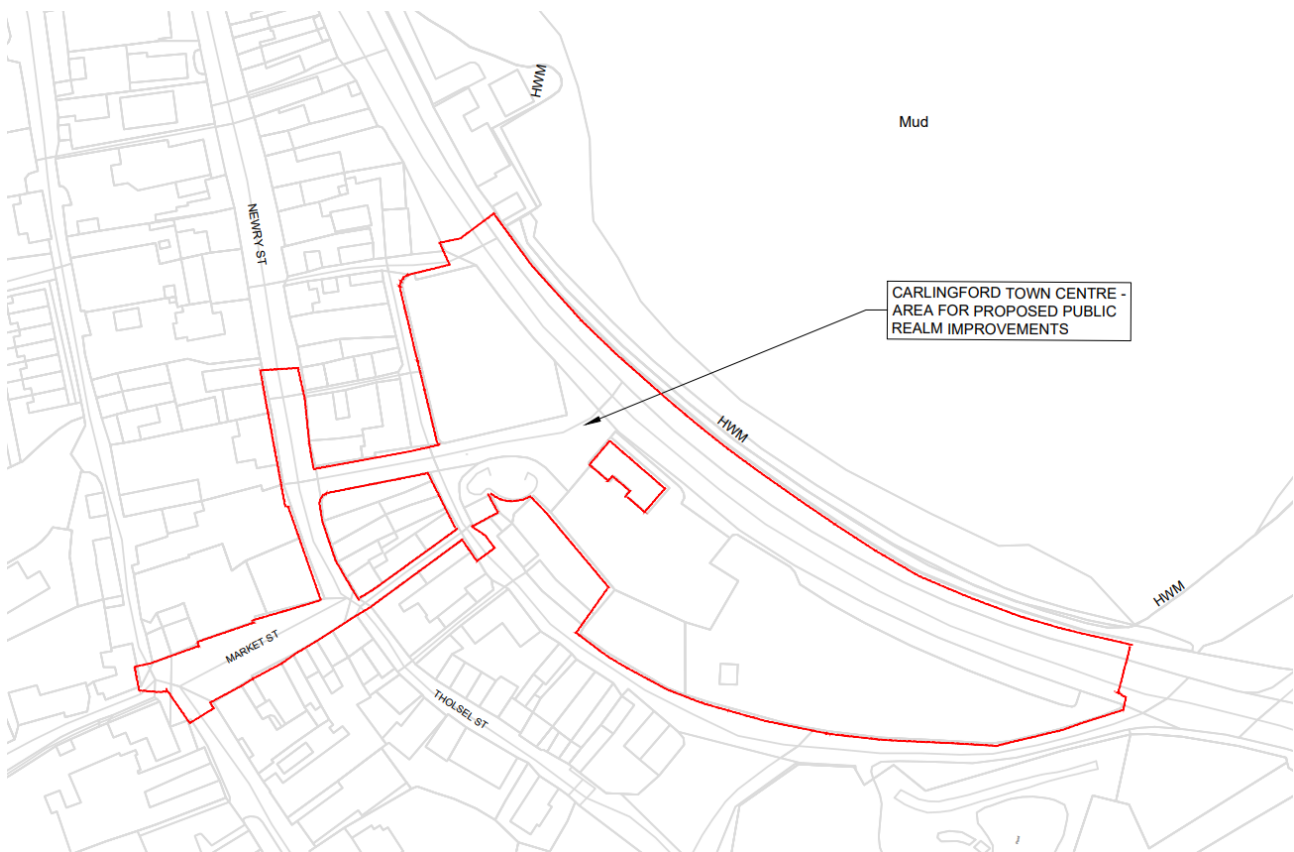 HWM
Mud
NEWRY ST
CARLINGFORD TOWN CENTRE -
AREA FOR PROPOSED PUBLIC
REALM IMPROVEMENTS
HWM
HWM
MARKET ST
THOLSEL ST